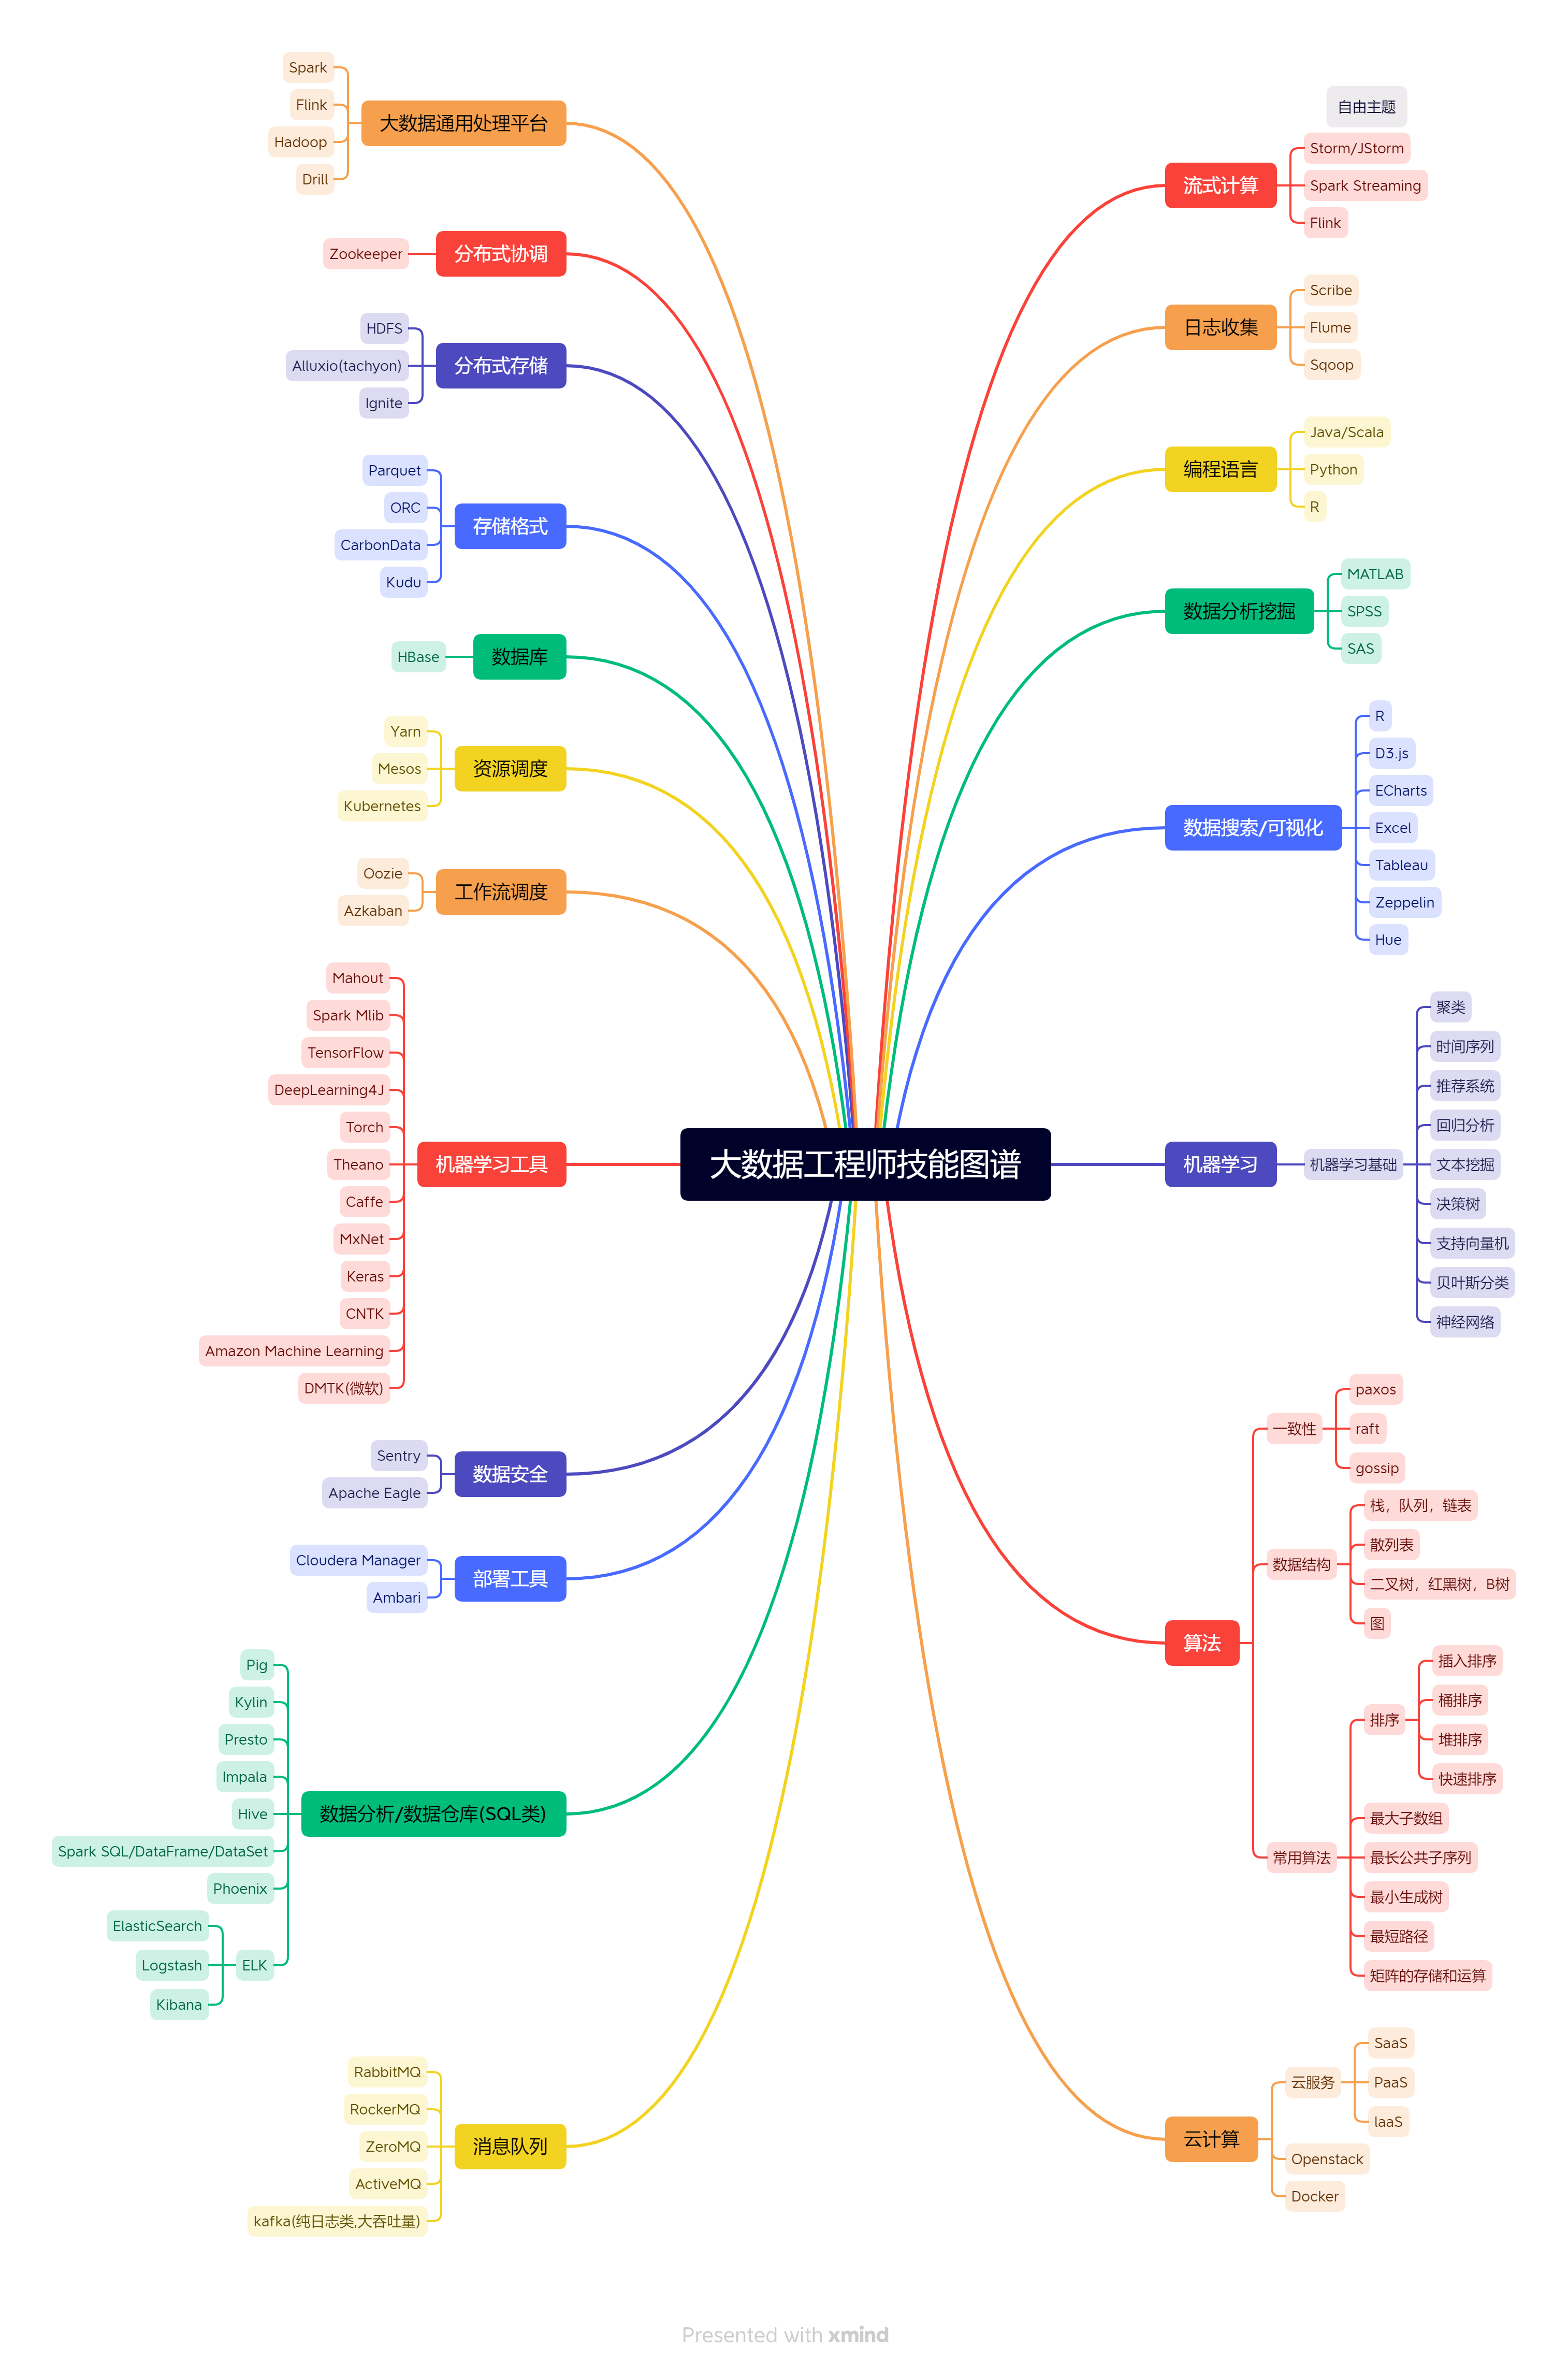 大数据工程师技能图谱
大数据通用处理平台
Spark
Flink
Hadoop
Drill
分布式协调
Zookeeper
分布式存储
HDFS
Alluxio(tachyon)
Ignite
存储格式
Parquet
ORC
CarbonData
Kudu
数据库
HBase
资源调度
Yarn
Mesos
Kubernetes
工作流调度
Oozie
Azkaban
机器学习工具
Mahout
Spark Mlib
TensorFlow
DeepLearning4J
Torch
Theano
Caffe
MxNet
Keras
CNTK
Amazon Machine Learning
DMTK(微软)
数据安全
Sentry
Apache Eagle
部署工具
Cloudera Manager
Ambari
数据分析/数据仓库(SQL类)
Pig
Kylin
Presto
Impala
Hive
Spark SQL/DataFrame/DataSet
Phoenix
ELK
ElasticSearch
Logstash
Kibana
消息队列
RabbitMQ
RockerMQ
ZeroMQ
ActiveMQ
kafka(纯日志类,大吞吐量)
自由主题
流式计算
Storm/JStorm
Spark Streaming
Flink
日志收集
Scribe
Flume
Sqoop
编程语言
Java/Scala
Python
R
数据分析挖掘
MATLAB
SPSS
SAS
数据搜索/可视化
R
D3.js
ECharts
Excel
Tableau
Zeppelin
Hue
机器学习
机器学习基础
聚类
时间序列
推荐系统
回归分析
文本挖掘
决策树
支持向量机
贝叶斯分类
神经网络
算法
一致性
paxos
raft
gossip
数据结构
栈，队列，链表
散列表
二叉树，红黑树，B树
图
常用算法
排序
插入排序
桶排序
堆排序
快速排序
最大子数组
最长公共子序列
最小生成树
最短路径
矩阵的存储和运算
云计算
云服务
SaaS
PaaS
IaaS
Openstack
Docker
Presented with xmind